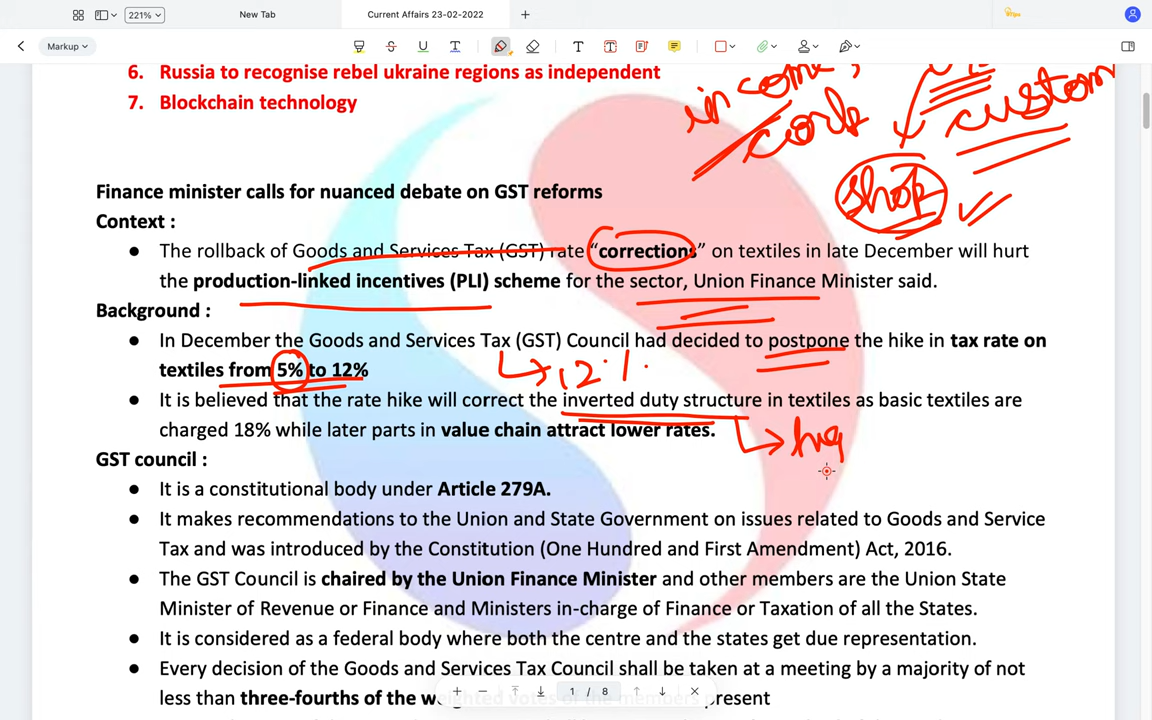 221%
New Tab
Current Affairs 23-02-2022
Markup
6. Russia to recognise rebel ukraine regions as independent
7. Blockchain technology
income,
custom
shop
Finance minister calls for nuanced debate on GST reforms
Context :
● The rollback of Goods and Services Tax (GST) rate “corrections” on textiles in late December will hurt
the production-linked incentives (PLI) scheme for the sector, Union Finance Minister said.
Background :
● In December the Goods and Services Tax (GST) Council had decided to postpone the hike in tax rate on
textiles from 5% to 12%
12%
● It is believed that the rate hike will correct the inverted duty structure in textiles as basic textiles are
charged 18% while later parts in value chain attract lower rates.
GST council :
● It is a constitutional body under Article 279A.
● It makes recommendations to the Union and State Government on issues related to Goods and Service
Tax and was introduced by the Constitution (One Hundred and First Amendment) Act, 2016.
● The GST Council is chaired by the Union Finance Minister and other members are the Union State
Minister of Revenue or Finance and Ministers in-charge of Finance or Taxation of all the States.
● It is considered as a federal body where both the centre and the states get due representation.
● Every decision of the Goods and Services Tax Council shall be taken at a meeting by a majority of not
less than three-fourths of the weighted votes of the members present
1 / 8